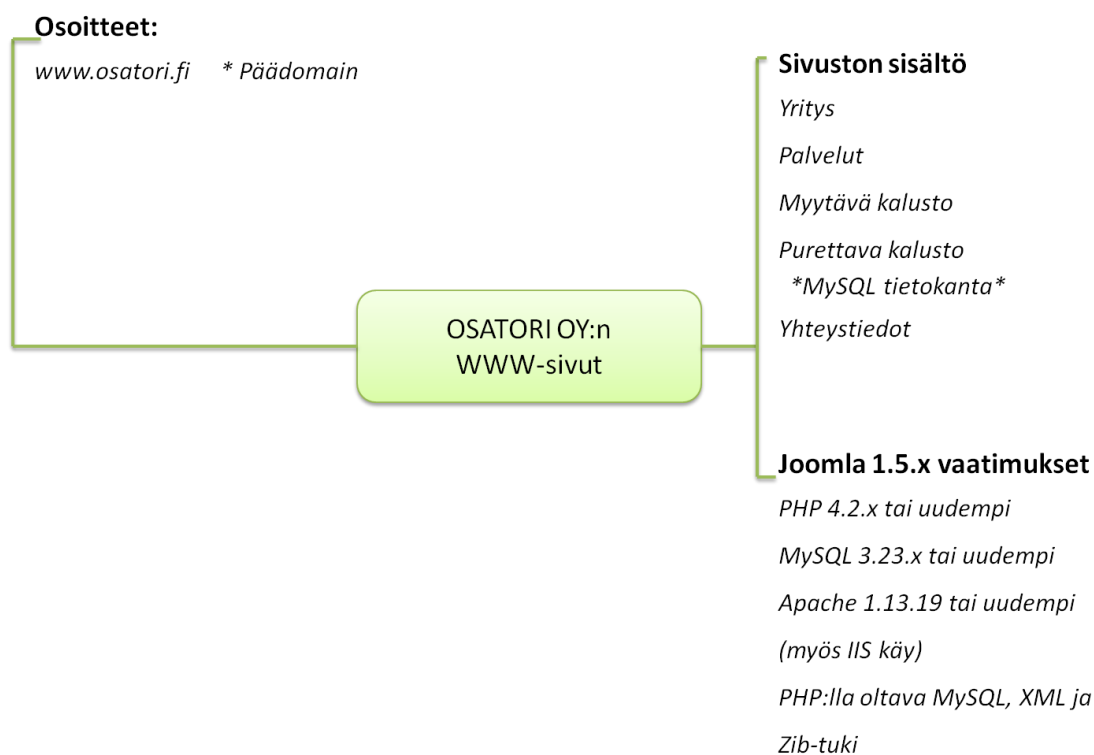 Osoitteet:
www.osatori.fi * Päädomain
OSATORI OY:n
WWW-sivut
Sivuston sisältö
Yritys
Palvelut
Myytävä kalusto
Purettava kalusto
*MySQL tietokanta*
Yhteystiedot
Joomla 1.5.x vaatimukset
PHP 4.2.x tai uudempi
MySQL 3.23.x tai uudempi
Apache 1.13.19 tai uudempi
(myös IIS käy)
PHP:lla oltava MySQL, XML ja
Zib-tuki